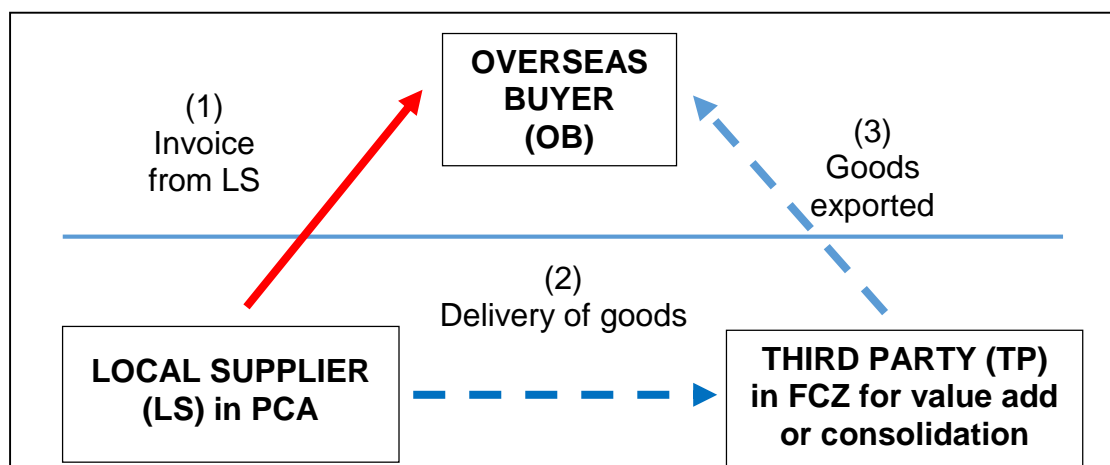 OVERSEAS
BUYER
(OB)
(1)
Invoice
from LS
(3)
Goods
exported
(2)
Delivery of goods
LOCAL SUPPLIER
(LS) in PCA
THIRD PARTY (TP)
in FCZ for value add
or consolidation